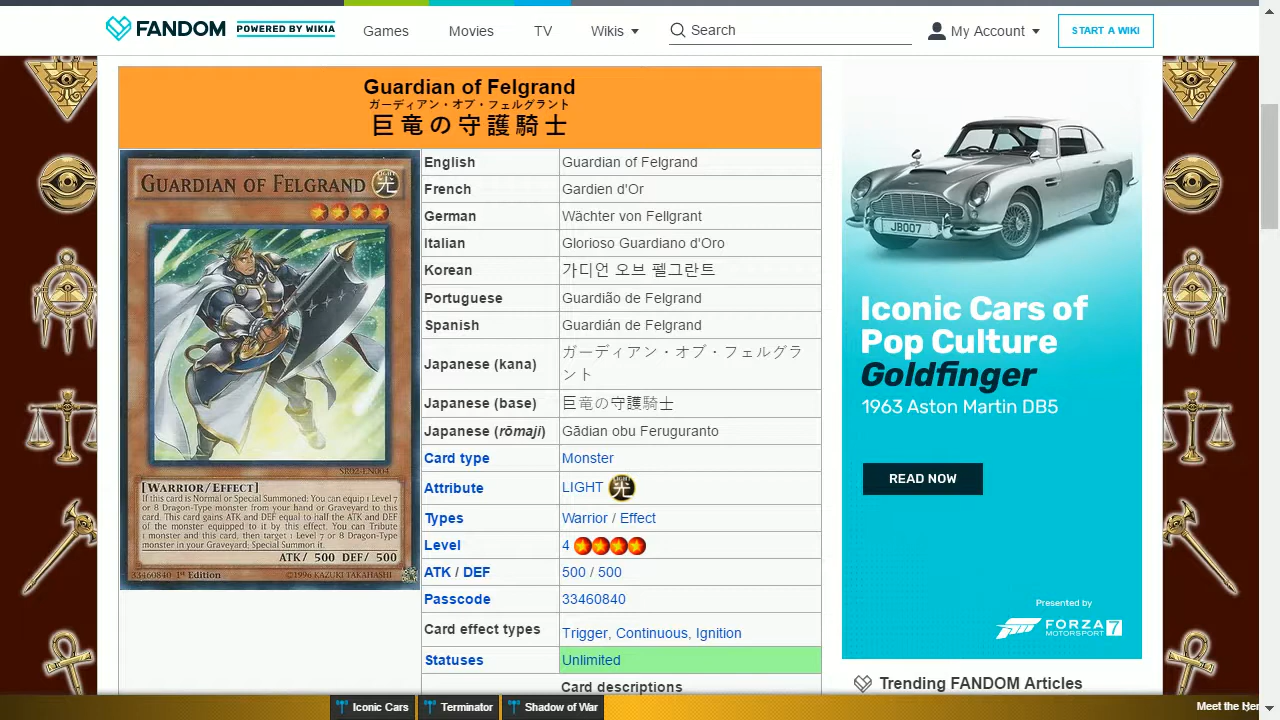 FANDOM
POWERED BY WIKIA
Games
Movies
TV
Wikis
Search
My Account
START A WIKI
Guardian of Felgrand
ガーディアン・オブ・フェルグラント
巨竜の守護騎士
GUARDIAN OF FELGRAND
LIGHT
光
SR02-EN004
[WARRIOR/EFFECT]
If this card is Normal or Special Summoned: You can equip 1 Level 7
or 8 Dragon-Type monster from your hand or Graveyard to this
card. This card gains ATK and DEF equal to half the ATK and DEF
of the monster equipped to it by this effect. You can Tribute
1 monster and this card, then target 1 Level 7 or 8 Dragon-Type
monster in your Graveyard; Special Summon it.
ATK/ 500 DEF/ 500
33460840 1st Edition
©1996 KAZUKI TAKAHASHI
English Guardian of Felgrand
French Gardien d'Or
German Wächter von Fellgrant
Italian Glorioso Guardiano d'Oro
Korean 가디언 오브 펠그란트
Portuguese Guardião de Felgrand
Spanish Guardián de Felgrand
Japanese (kana) ガーディアン・オブ・フェルグラ
ント
Japanese (base) 巨竜の守護騎士
Japanese (rōmaji) Gādian obu Feruguranto
Card type Monster
Attribute LIGHT 光
Types Warrior / Effect
Level 4
ATK / DEF 500 / 500
Passcode 33460840
Card effect types Trigger, Continuous, Ignition
Statuses Unlimited
Card descriptions
JB007
Iconic Cars of
Pop Culture
Goldfinger
1963 Aston Martin DB5
READ NOW
Presented by
FORZA
MOTORSPORT 7
Trending FANDOM Articles
Iconic Cars
Terminator
Shadow of War
Meet the Her